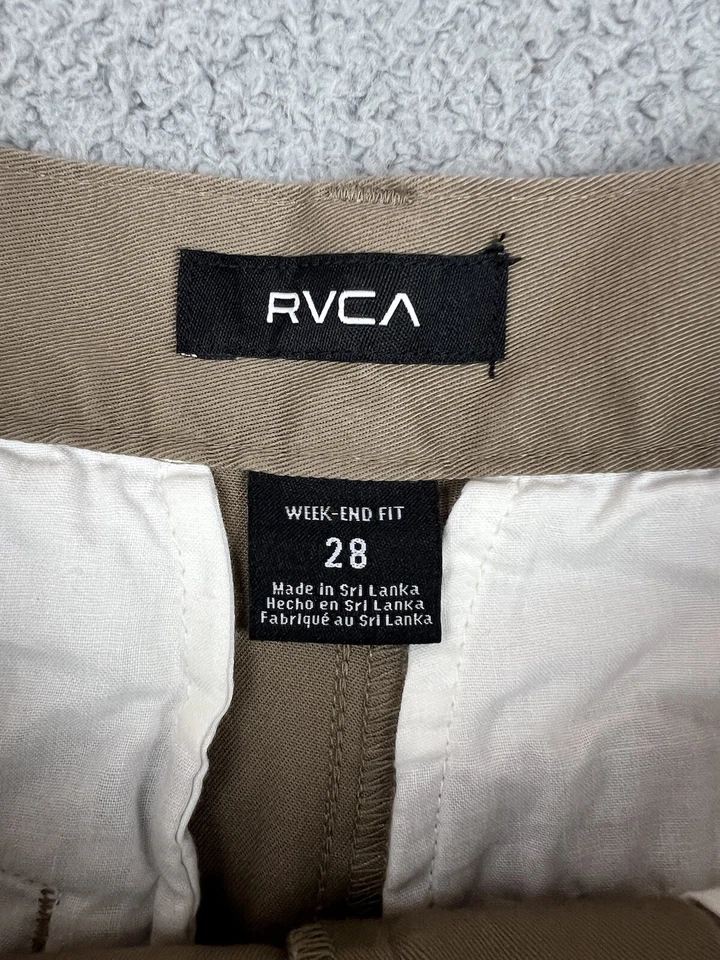 RVCA
WEEK-END FIT
28
Made in Sri Lanka
Hecho en Sri Lanka
Fabriqué au Sri Lanka